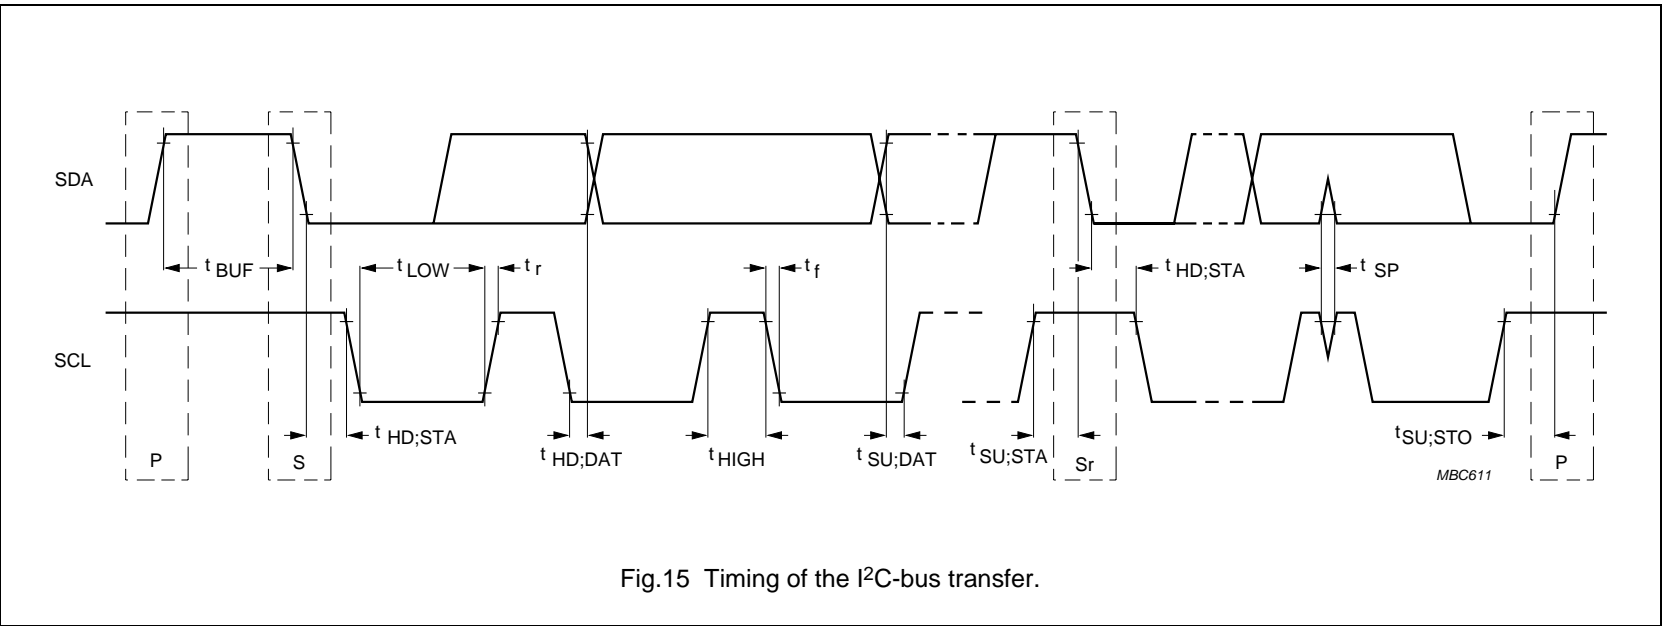 SDA
t BUF
t LOW
t r
t f
t HD;STA
t SP
SCL
t HD;STA
t HD;DAT
t HIGH
t SU;DAT
t SU;STA
t SU;STO
P
S
Sr
P
MBC611
Fig.15 Timing of the I²C-bus transfer.